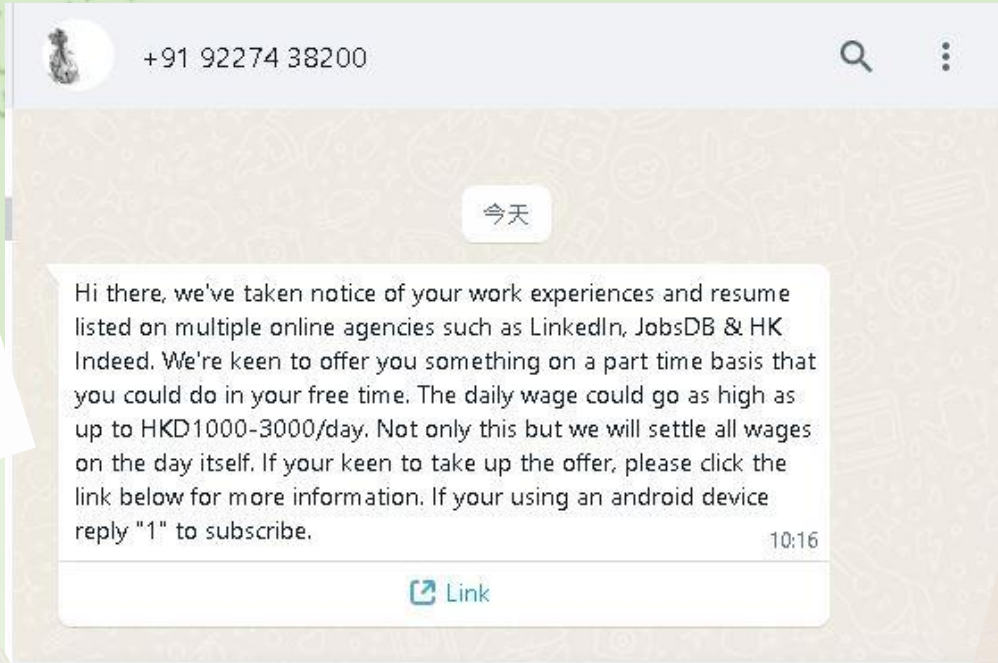 +91 92274 38200
今天
Hi there, we've taken notice of your work experiences and resume
listed on multiple online agencies such as LinkedIn, JobsDB & HK
Indeed. We're keen to offer you something on a part time basis that
you could do in your free time. The daily wage could go as high as
up to HKD1000-3000/day. Not only this but we will settle all wages
on the day itself. If your keen to take up the offer, please click the
link below for more information. If your using an android device
reply "1" to subscribe.
10:16
Link